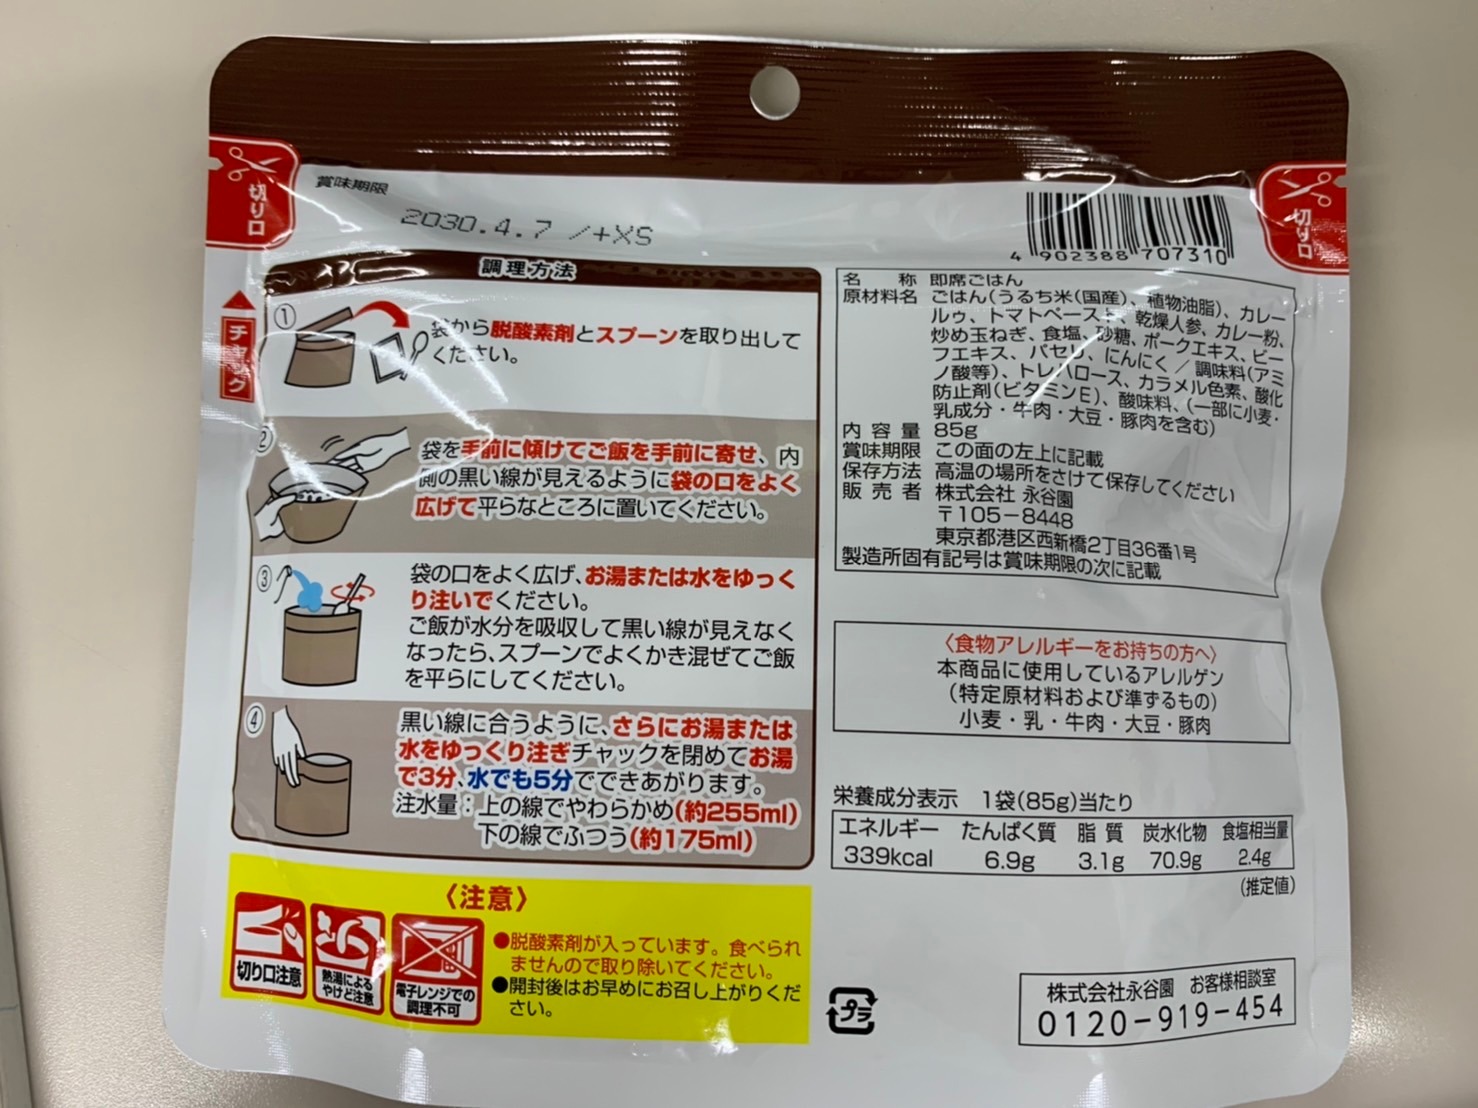 切り口
賞味期限
2030.4.7 /+XS
チャック
調理方法
①
袋から脱酸素剤とスプーンを取り出して
ください。
②
袋を手前に傾けてご飯を手前に寄せ、内
側の黒い線が見えるように袋の口をよく
広げて平らなところに置いてください。
③
袋の口をよく広げ、お湯または水をゆっく
り注いでください。
ご飯が水分を吸収して黒い線が見えなく
なったら、スプーンでよくかき混ぜてご飯
を平らにしてください。
④
黒い線に合うように、さらにお湯または
水をゆっくり注ぎチャックを閉めてお湯
で3分、水でも5分でできあがります。
注水量:上の線でやわらかめ(約255ml)
下の線でふつう(約175ml)
〈注意〉
切り口注意
熱湯による
やけど注意
電子レンジでの
調理不可
●脱酸素剤が入っています。食べられ
ませんので取り除いてください。
●開封後はお早めにお召し上がりくだ
さい。
切り口
4 902388 707310
名称 即席ごはん
原材料名 ごはん(うるち米(国産)、植物油脂)、カレー
ルゥ、トマトペースト、乾燥人参、カレー粉、
炒め玉ねぎ、食塩、砂糖、ポークエキス、ビー
フエキス、パセリ、にんにく/調味料(アミ
ノ酸等)、トレハロース、カラメル色素、酸化
防止剤(ビタミンE)、酸味料、(一部に小麦・
乳成分・牛肉・大豆・豚肉を含む)
内容量 85g
賞味期限 この面の左上に記載
保存方法 高温の場所をさけて保存してください
販売者 株式会社 永谷園
〒105-8448
東京都港区西新橋2丁目36番1号
製造所固有記号は賞味期限の次に記載
〈食物アレルギーをお持ちの方へ〉
本商品に使用しているアレルゲン
(特定原材料および準ずるもの)
小麦・乳・牛肉・大豆・豚肉
栄養成分表示 1袋(85g)当たり
エネルギー たんぱく質 脂質 炭水化物 食塩相当量
339kcal 6.9g 3.1g 70.9g 2.4g
(推定値)
プラ
株式会社永谷園 お客様相談室
0120-919-454